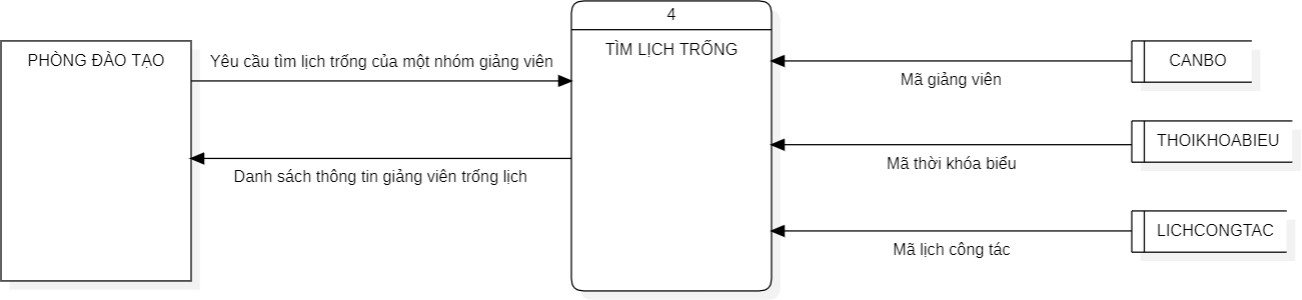 4
PHÒNG ĐÀO TẠO
Yêu cầu tìm lịch trống của một nhóm giảng viên
TÌM LỊCH TRỐNG
CANBO
Mã giảng viên
THOIKHOABIEU
Mã thời khóa biểu
Danh sách thông tin giảng viên trống lịch
LICHCONGTAC
Mã lịch công tác